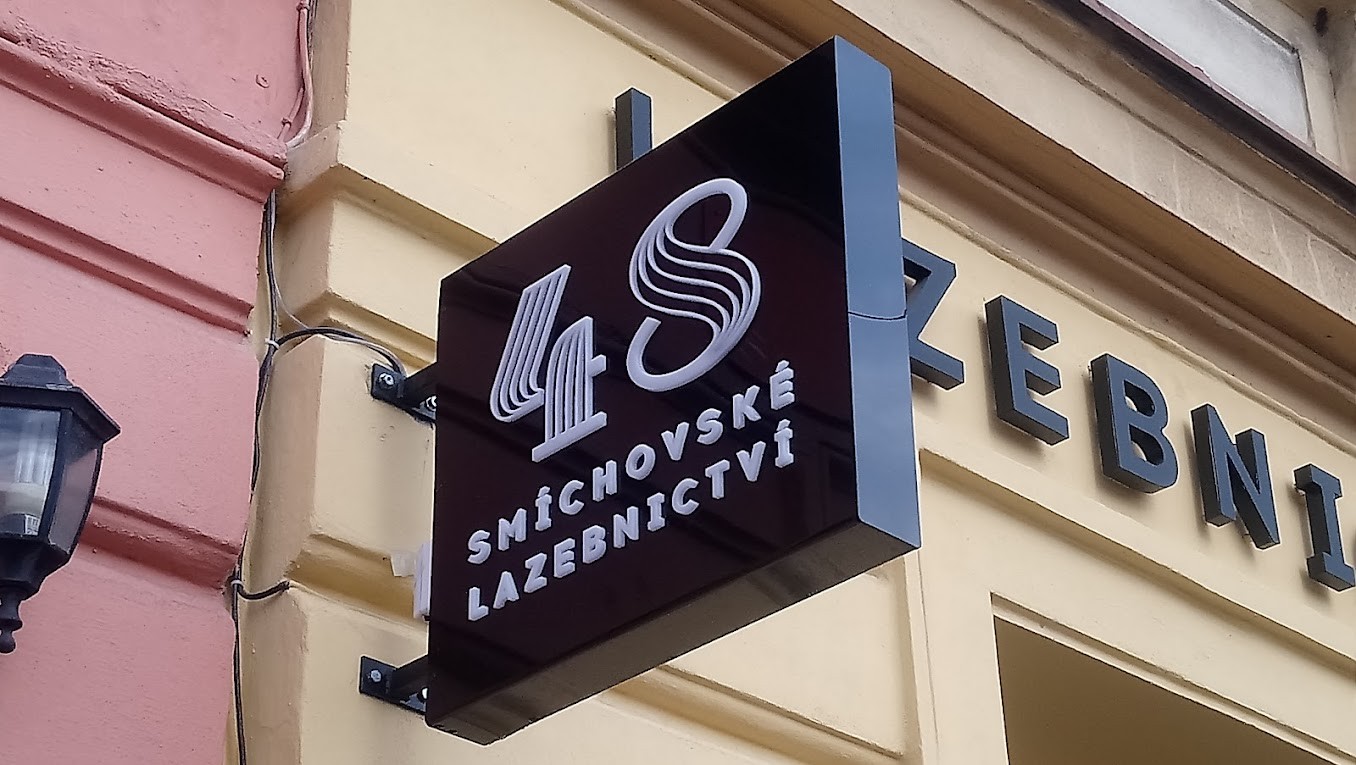 48
SMÍCHOVSKÉ
LAZEBNICTVÍ
ZEBNI